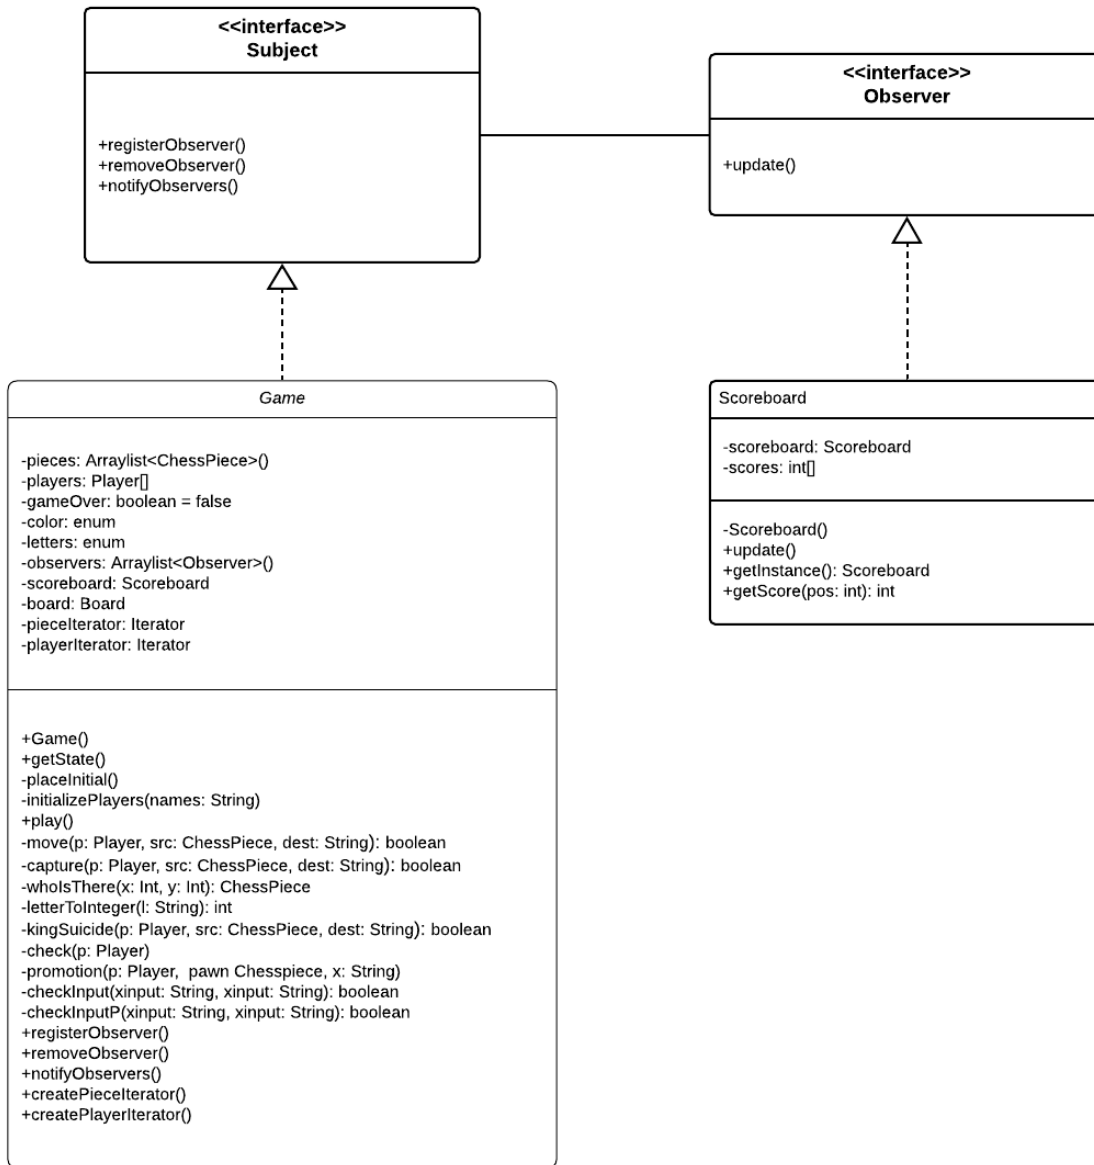 <<interface>>
Subject
+registerObserver()
+removeObserver()
+notifyObservers()
<<interface>>
Observer
+update()
Game
-pieces: Arraylist<ChessPiece>()
-players: Player[]
-gameOver: boolean = false
-color: enum
-letters: enum
-observers: Arraylist<Observer>()
-scoreboard: Scoreboard
-board: Board
-pieceIterator: Iterator
-playerIterator: Iterator
+Game()
+getState()
-placeInitial()
-initializePlayers(names: String)
+play()
-move(p: Player, src: ChessPiece, dest: String): boolean
-capture(p: Player, src: ChessPiece, dest: String): boolean
-whoIsThere(x: Int, y: Int): ChessPiece
-letterToInteger(l: String): int
-kingSuicide(p: Player, src: ChessPiece, dest: String): boolean
-check(p: Player)
-promotion(p: Player,  pawn Chesspiece, x: String)
-checkInput(xinput: String, xinput: String): boolean
-checkInputP(xinput: String, xinput: String): boolean
+registerObserver()
+removeObserver()
+notifyObservers()
+createPieceIterator()
+createPlayerIterator()
Scoreboard
-scoreboard: Scoreboard
-scores: int[]
-Scoreboard()
+update()
+getInstance(): Scoreboard
+getScore(pos: int): int